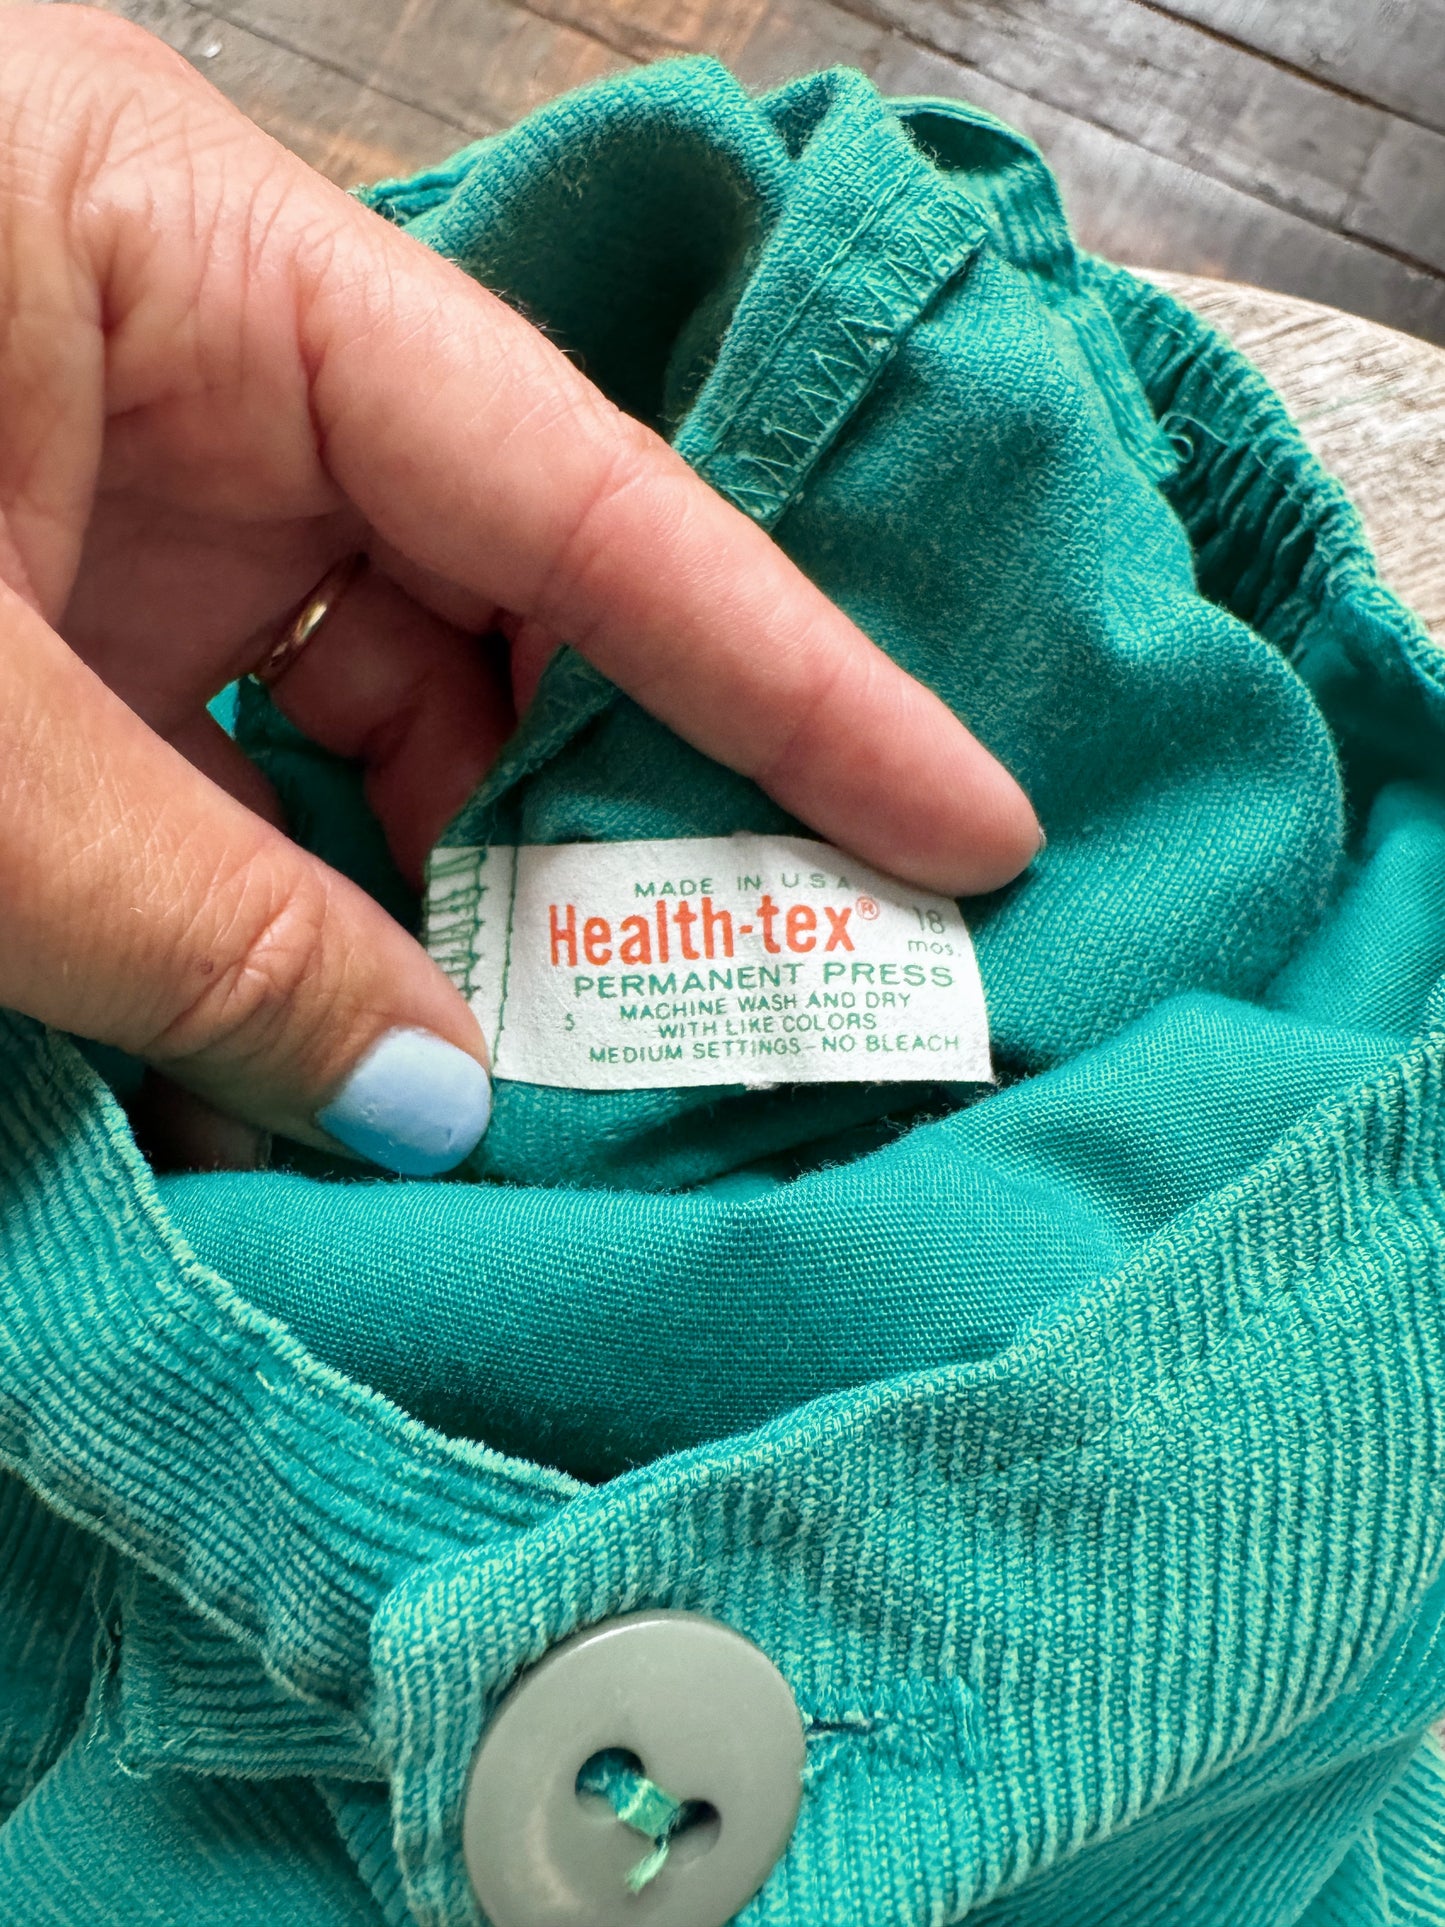 MADE IN USA
Health-tex® 18
mos.
PERMANENT PRESS
MACHINE WASH AND DRY
5 WITH LIKE COLORS
MEDIUM SETTINGS-NO BLEACH